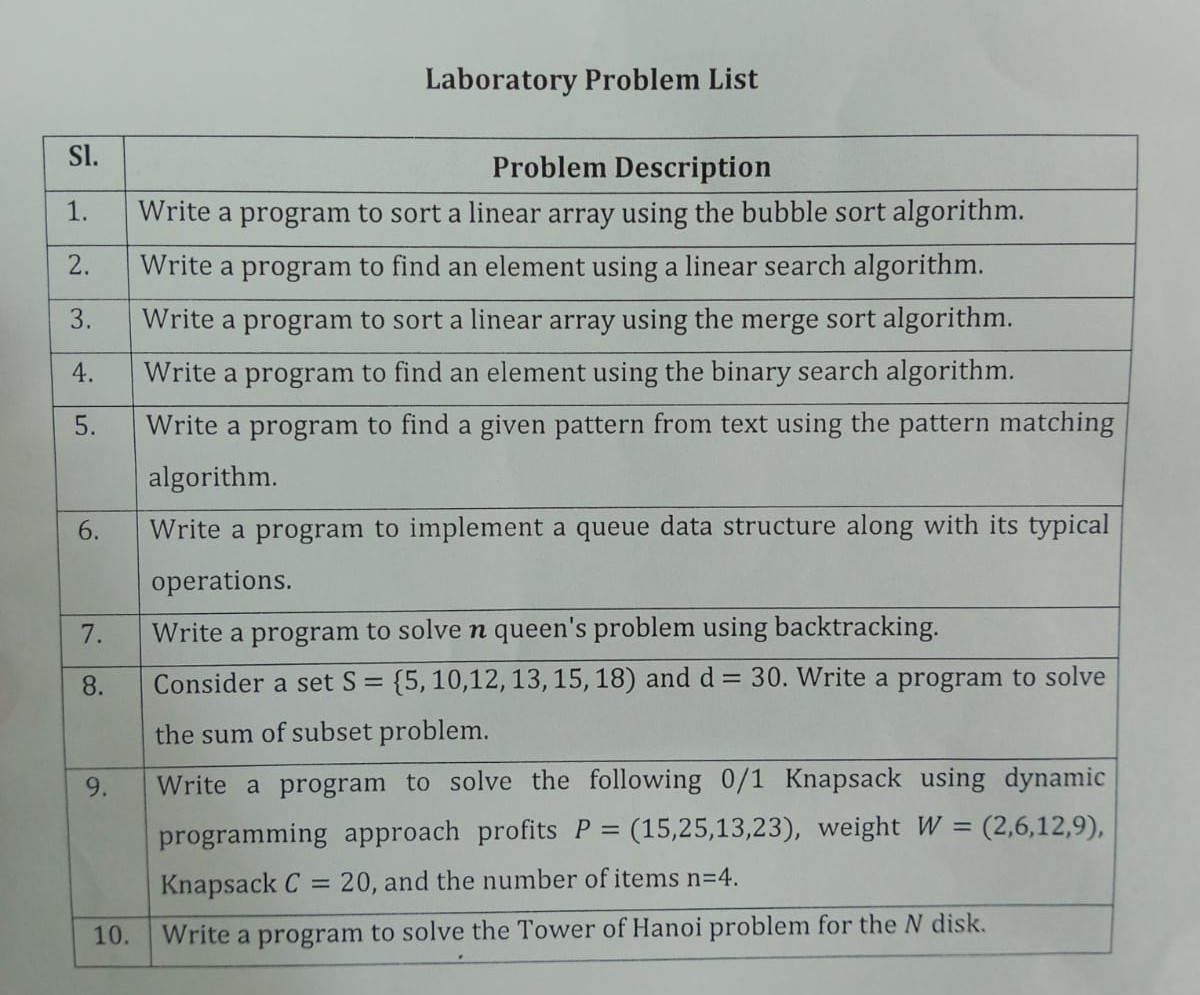 Laboratory Problem List
Sl. Problem Description
1. Write a program to sort a linear array using the bubble sort algorithm.
2. Write a program to find an element using a linear search algorithm.
3. Write a program to sort a linear array using the merge sort algorithm.
4. Write a program to find an element using the binary search algorithm.
5. Write a program to find a given pattern from text using the pattern matching
algorithm.
6. Write a program to implement a queue data structure along with its typical
operations.
7. Write a program to solve n queen's problem using backtracking.
8. Consider a set S = {5, 10,12, 13, 15, 18) and d = 30. Write a program to solve
the sum of subset problem.
9. Write a program to solve the following 0/1 Knapsack using dynamic
programming approach profits P = (15,25,13,23), weight W = (2,6,12,9),
Knapsack C = 20, and the number of items n=4.
10. Write a program to solve the Tower of Hanoi problem for the N disk.